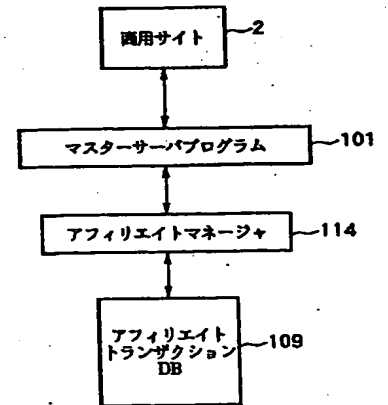 商用サイト
2
マスターサーバプログラム
101
アフィリエイトマネージャ
114
アフィリエイト
トランザクション
DB
109